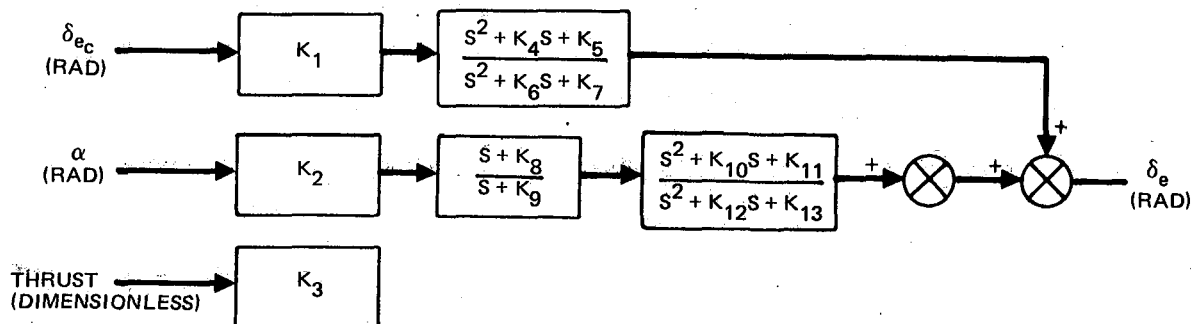 δec
(RAD)
K1
S² + K4S + K5
S² + K6S + K7
+
α
(RAD)
K2
S + K8
S + K9
S² + K10S + K11
S² + K12S + K13
+
+
δe
(RAD)
THRUST
(DIMENSIONLESS)
K3